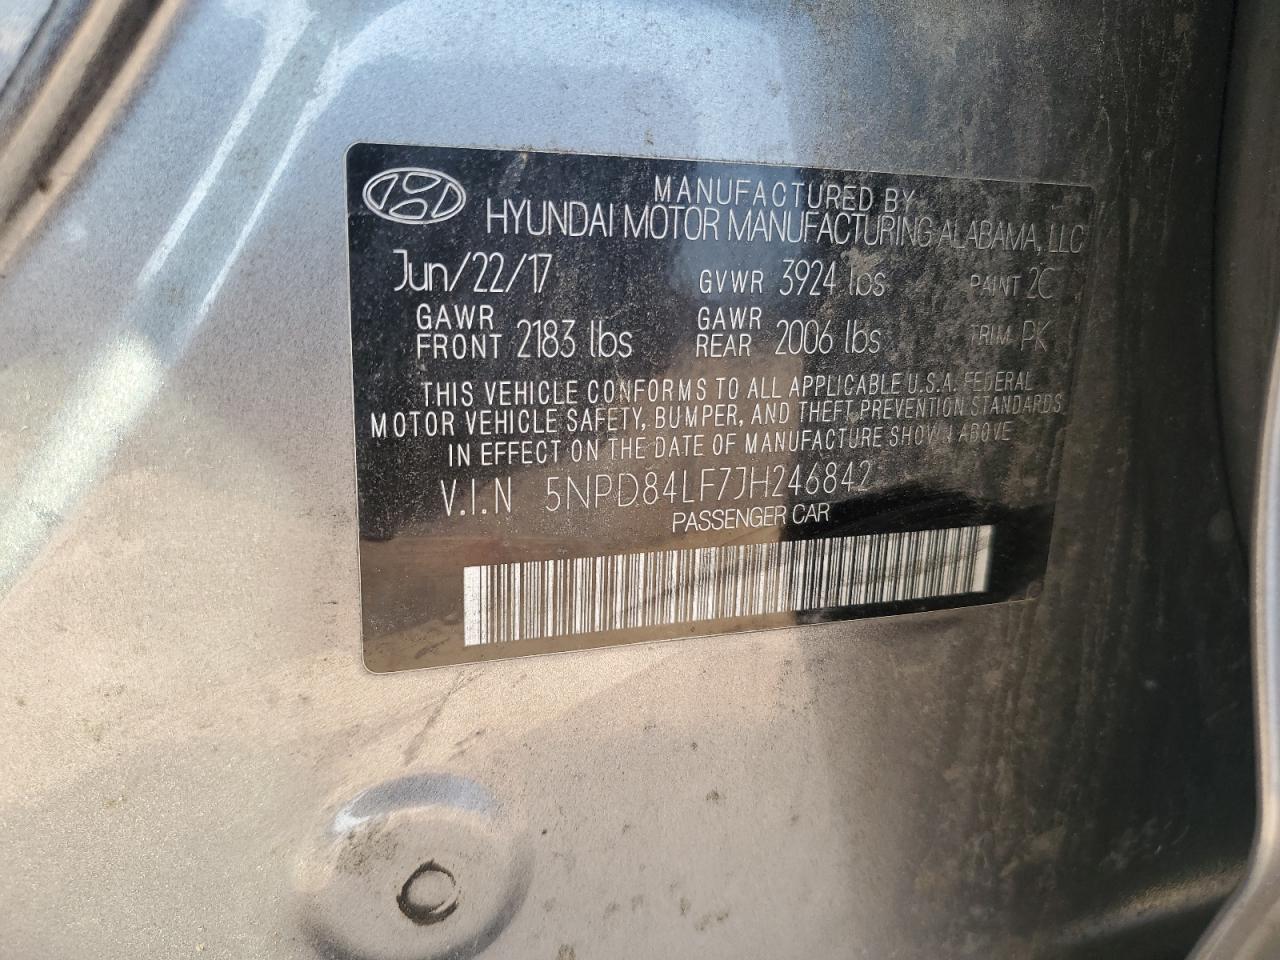 MANUFACTURED BY
HYUNDAI MOTOR MANUFACTURING ALABAMA, LLC
Jun/22/17 GVWR 3924 lbs PAINT 2C
GAWR FRONT 2183 lbs GAWR REAR 2006 lbs TRIM PK
THIS VEHICLE CONFORMS TO ALL APPLICABLE U.S.A. FEDERAL
MOTOR VEHICLE SAFETY, BUMPER, AND THEFT PREVENTION STANDARDS
IN EFFECT ON THE DATE OF MANUFACTURE SHOWN ABOVE
V.I.N 5NPD84LF7JH246842
PASSENGER CAR